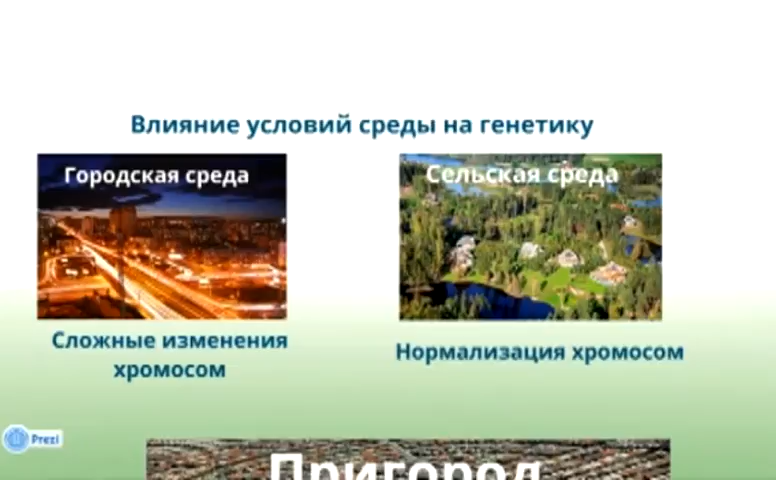 Влияние условий среды на генетику
Городская среда
Сельская среда
Сложные изменения
хромосом
Нормализация хромосом
Prezi
Пригород